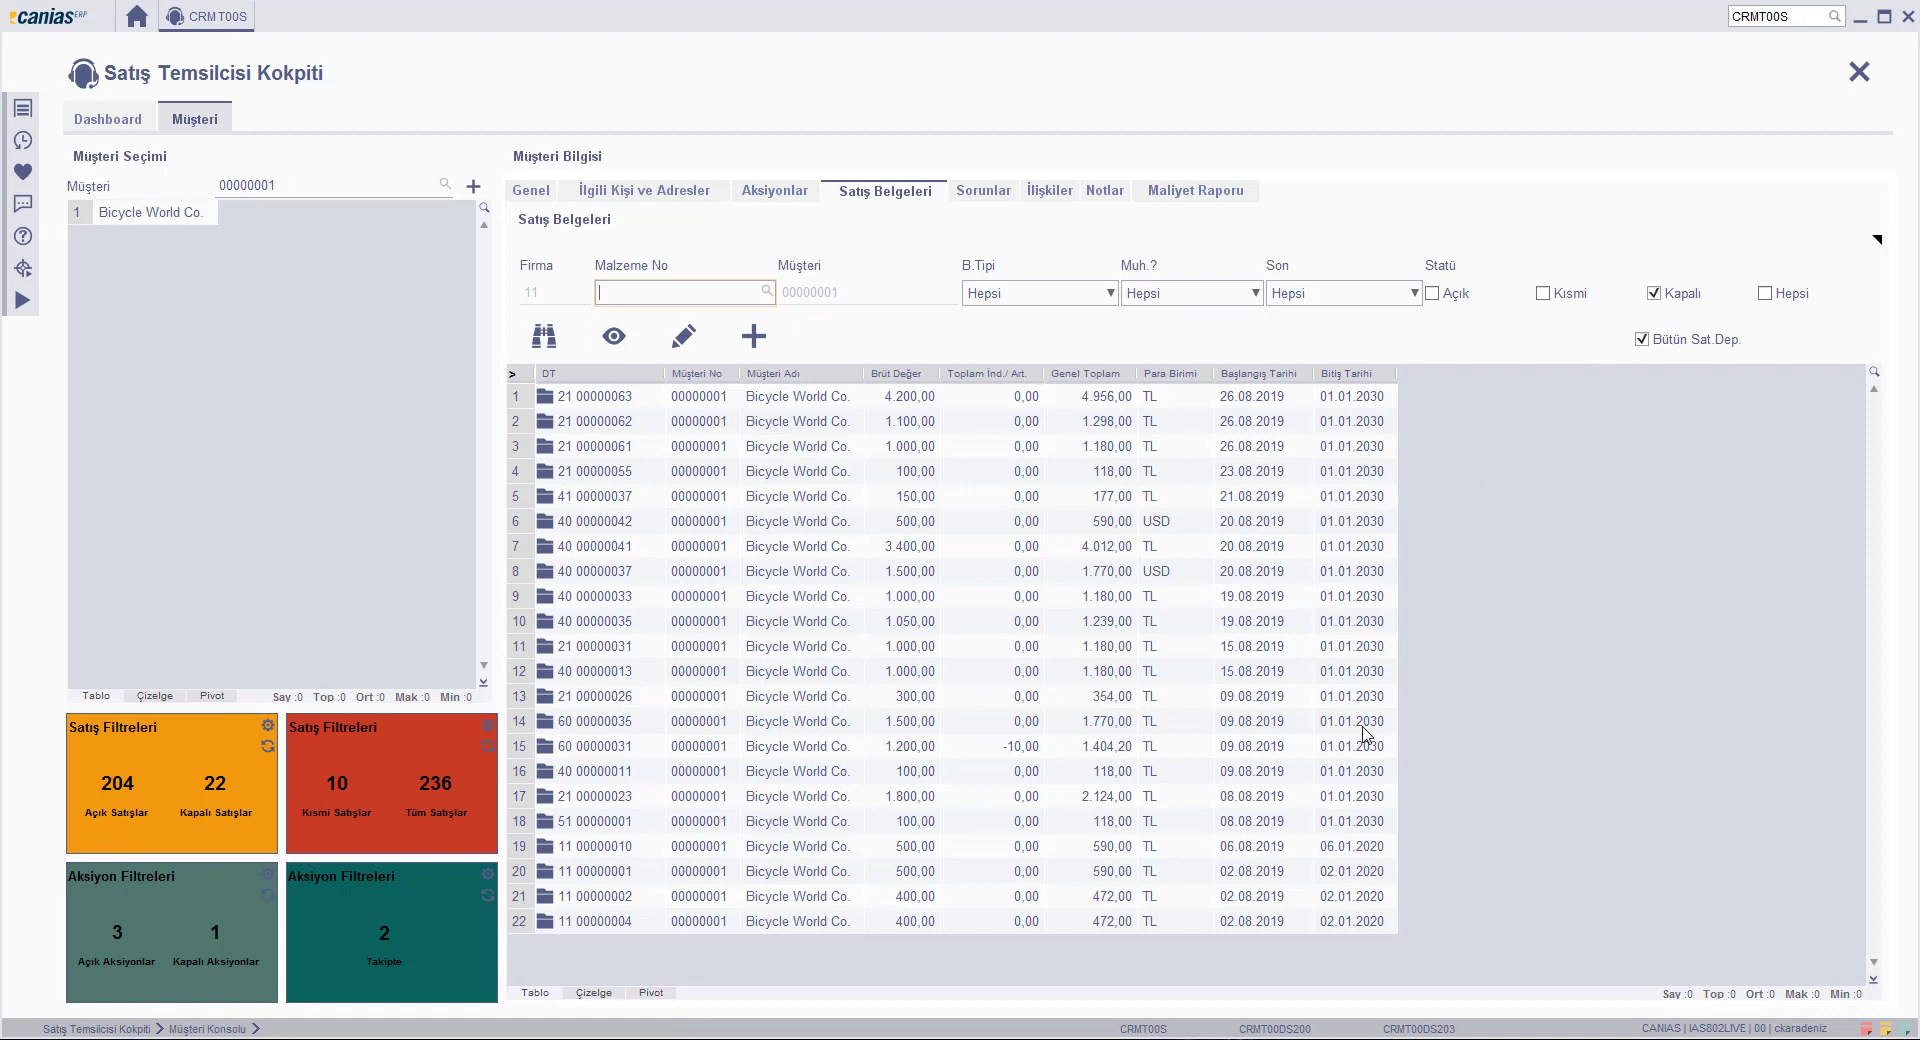 canias ERP CRMT00S CRMT00S
Satış Temsilcisi Kokpiti
Dashboard Müşteri
Müşteri Seçimi
Müşteri 00000001
1 Bicycle World Co.
Tablo Çizelge Pivot Say :0 Top :0 Ort :0 Mak :0 Min :0
Satış Filtreleri
204 22
Açık Satışlar Kapalı Satışlar
Satış Filtreleri
10 236
Kısmi Satışlar Tüm Satışlar
Aksiyon Filtreleri
3 1
Açık Aksiyonlar Kapalı Aksiyonlar
Aksiyon Filtreleri
2
Takipte
Müşteri Bilgisi
Genel İlgili Kişi ve Adresler Aksiyonlar Satış Belgeleri Sorunlar İlişkiler Notlar Maliyet Raporu
Satış Belgeleri
Firma Malzeme No Müşteri B.Tipi Muh.? Son Statü
11 00000001 Hepsi Hepsi Hepsi Açık Kısmi Kapalı Hepsi
Bütün Sat.Dep.
> DT Müşteri No Müşteri Adı Brüt Değer Toplam İnd./ Art. Genel Toplam Para Birimi Başlangış Tarihi Bitiş Tarihi
1 21 00000063 00000001 Bicycle World Co. 4.200,00 0,00 4.956,00 TL 26.08.2019 01.01.2030
2 21 00000062 00000001 Bicycle World Co. 1.100,00 0,00 1.298,00 TL 26.08.2019 01.01.2030
3 21 00000061 00000001 Bicycle World Co. 1.000,00 0,00 1.180,00 TL 26.08.2019 01.01.2030
4 21 00000055 00000001 Bicycle World Co. 100,00 0,00 118,00 TL 23.08.2019 01.01.2030
5 41 00000037 00000001 Bicycle World Co. 150,00 0,00 177,00 TL 21.08.2019 01.01.2030
6 40 00000042 00000001 Bicycle World Co. 500,00 0,00 590,00 USD 20.08.2019 01.01.2030
7 40 00000041 00000001 Bicycle World Co. 3.400,00 0,00 4.012,00 TL 20.08.2019 01.01.2030
8 40 00000037 00000001 Bicycle World Co. 1.500,00 0,00 1.770,00 USD 20.08.2019 01.01.2030
9 40 00000033 00000001 Bicycle World Co. 1.000,00 0,00 1.180,00 TL 19.08.2019 01.01.2030
10 40 00000035 00000001 Bicycle World Co. 1.050,00 0,00 1.239,00 TL 19.08.2019 01.01.2030
11 21 00000031 00000001 Bicycle World Co. 1.000,00 0,00 1.180,00 TL 15.08.2019 01.01.2030
12 40 00000013 00000001 Bicycle World Co. 1.000,00 0,00 1.180,00 TL 15.08.2019 01.01.2030
13 21 00000026 00000001 Bicycle World Co. 300,00 0,00 354,00 TL 09.08.2019 01.01.2030
14 60 00000035 00000001 Bicycle World Co. 1.500,00 0,00 1.770,00 TL 09.08.2019 01.01.2030
15 60 00000031 00000001 Bicycle World Co. 1.200,00 -10,00 1.404,20 TL 09.08.2019 01.01.2030
16 40 00000011 00000001 Bicycle World Co. 100,00 0,00 118,00 TL 09.08.2019 01.01.2030
17 21 00000023 00000001 Bicycle World Co. 1.800,00 0,00 2.124,00 TL 08.08.2019 01.01.2030
18 51 00000001 00000001 Bicycle World Co. 100,00 0,00 118,00 TL 08.08.2019 01.01.2030
19 11 00000010 00000001 Bicycle World Co. 500,00 0,00 590,00 TL 06.08.2019 06.01.2020
20 11 00000001 00000001 Bicycle World Co. 500,00 0,00 590,00 TL 02.08.2019 02.01.2020
21 11 00000002 00000001 Bicycle World Co. 400,00 0,00 472,00 TL 02.08.2019 02.01.2020
22 11 00000004 00000001 Bicycle World Co. 400,00 0,00 472,00 TL 02.08.2019 02.01.2020
Tablo Çizelge Pivot Say :0 Top :0 Ort :0 Mak :0 Min :0
Satış Temsilcisi Kokpiti Müşteri Konsolu CRMT00S CRMT00DS200 CRMT00DS203 CANIAS | IAS802LIVE | 00 | ckaradeniz